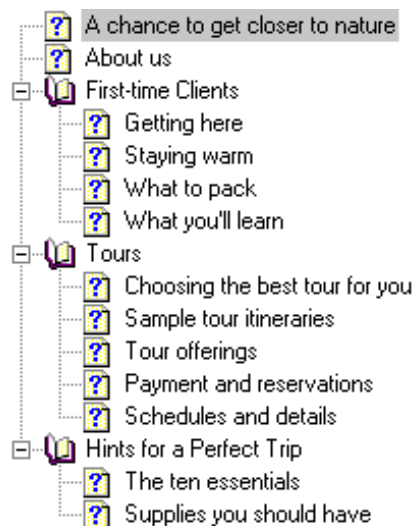 A chance to get closer to nature
About us
First-time Clients
Getting here
Staying warm
What to pack
What you'll learn
Tours
Choosing the best tour for you
Sample tour itineraries
Tour offerings
Payment and reservations
Schedules and details
Hints for a Perfect Trip
The ten essentials
Supplies you should have